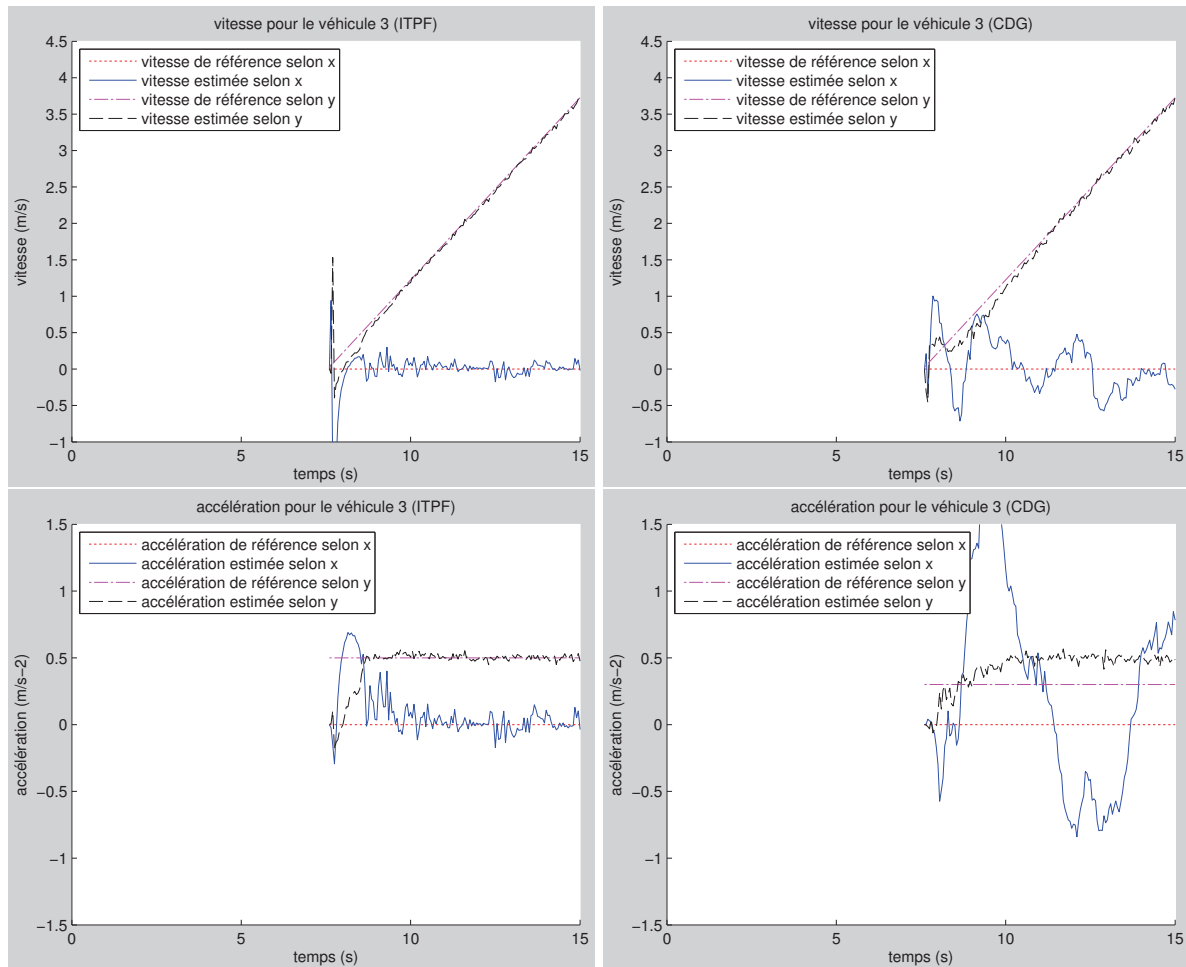 vitesse pour le véhicule 3 (ITPF)
4.5
4
3.5
3
2.5
2
1.5
1
0.5
0
−0.5
−1
vitesse (m/s)
vitesse de référence selon x
vitesse estimée selon x
vitesse de référence selon y
vitesse estimée selon y
0
5
10
15
temps (s)
vitesse pour le véhicule 3 (CDG)
4.5
4
3.5
3
2.5
2
1.5
1
0.5
0
−0.5
−1
vitesse (m/s)
vitesse de référence selon x
vitesse estimée selon x
vitesse de référence selon y
vitesse estimée selon y
0
5
10
15
temps (s)
accélération pour le véhicule 3 (ITPF)
1.5
1
0.5
0
−0.5
−1
−1.5
accélération (m/s−2)
accélération de référence selon x
accélération estimée selon x
accélération de référence selon y
accélération estimée selon y
0
5
10
15
temps (s)
accélération pour le véhicule 3 (CDG)
1.5
1
0.5
0
−0.5
−1
−1.5
accélération (m/s−2)
accélération de référence selon x
accélération estimée selon x
accélération de référence selon y
accélération estimée selon y
0
5
10
15
temps (s)